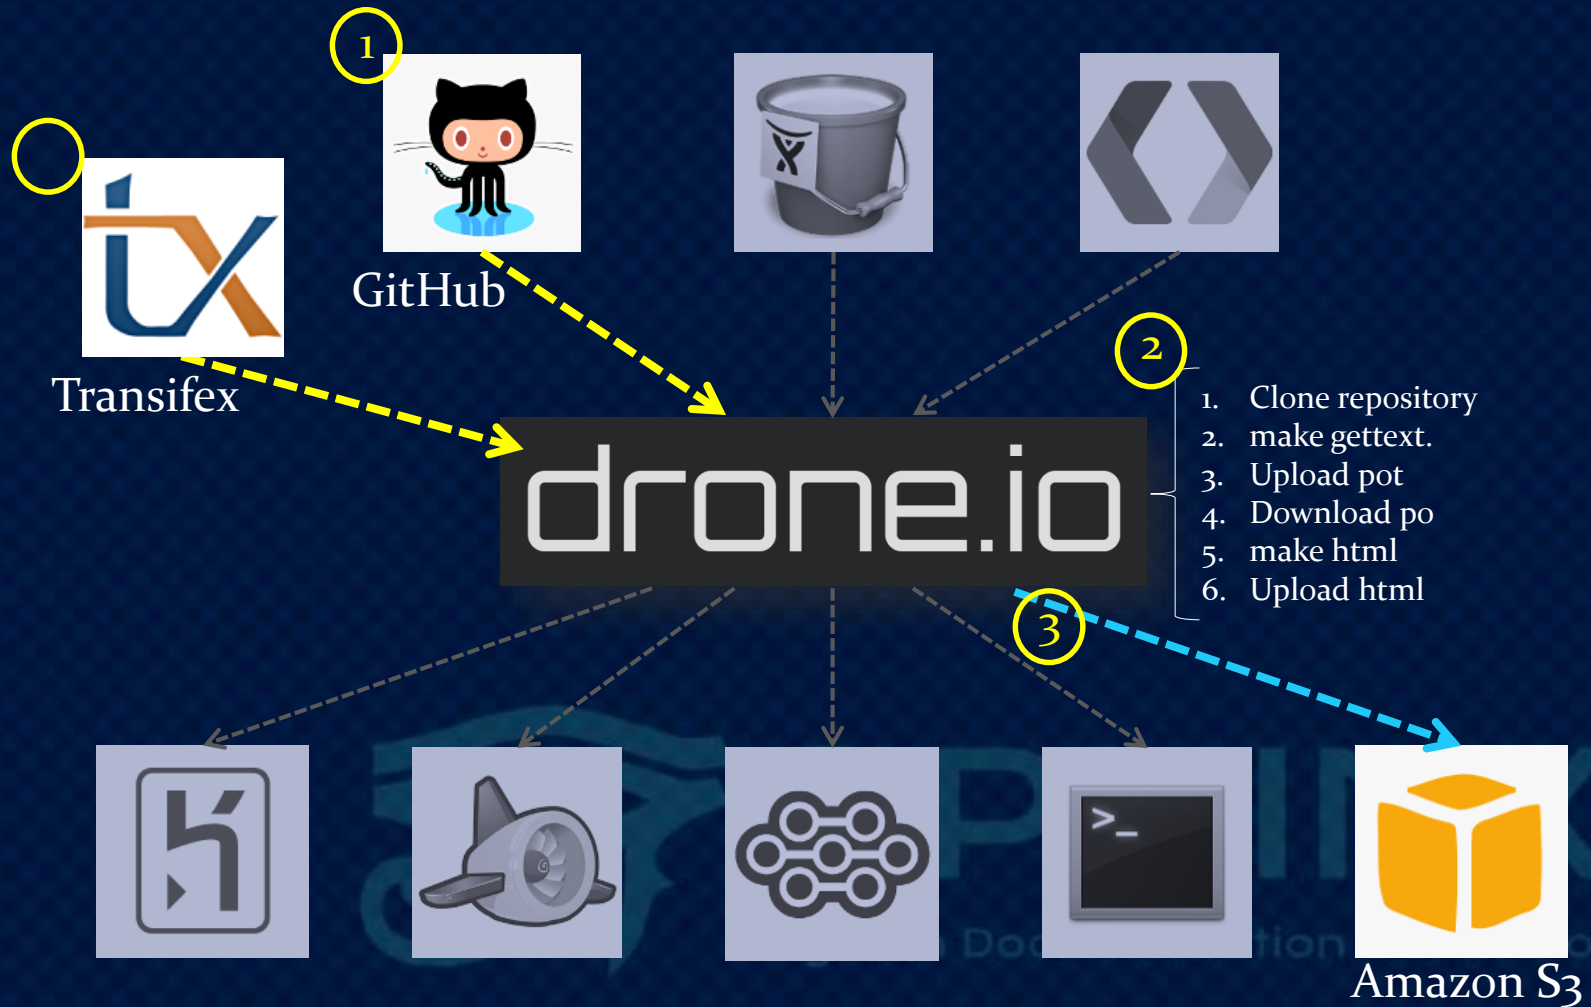 1
GitHub
Transifex
2
1. Clone repository
2. make gettext.
3. Upload pot
4. Download po
5. make html
6. Upload html
drone.io
3
>_
Amazon S3